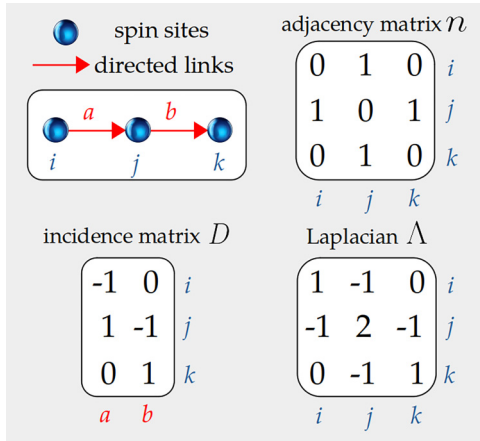 spin sites
directed links
a b
i j k
adjacency matrix n
0 1 0 i
1 0 1 j
0 1 0 k
i j k
incidence matrix D
-1 0 i
1 -1 j
0 1 k
a b
Laplacian Λ
1 -1 0 i
-1 2 -1 j
0 -1 1 k
i j k